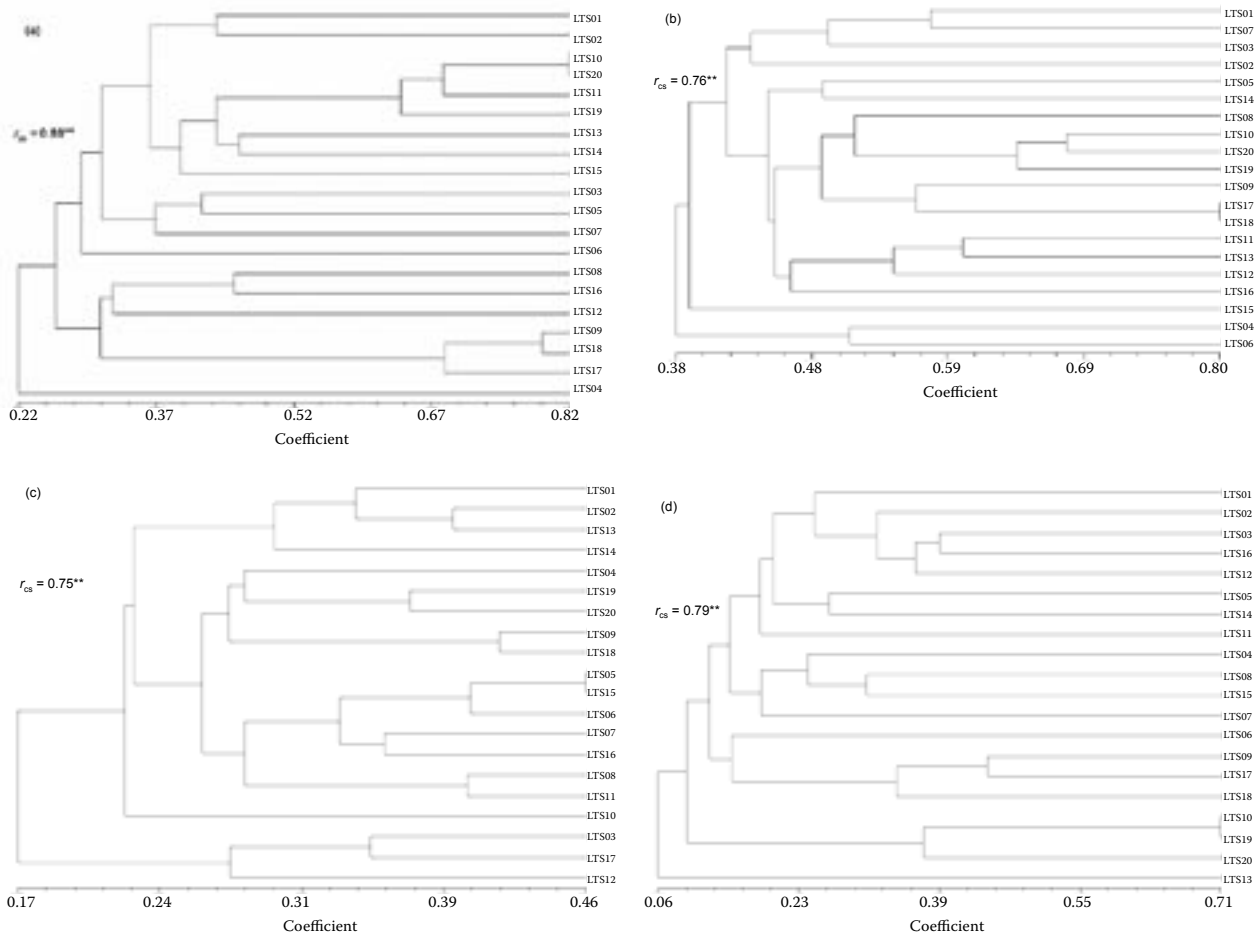 (a)
LTS01
LTS02
LTS10
LTS20
LTS11
LTS19
LTS13
LTS14
LTS15
LTS03
LTS05
LTS07
LTS06
LTS08
LTS16
LTS12
LTS09
LTS18
LTS17
LTS04
0.22 0.37 0.52 0.67 0.82
Coefficient
(b)
rcs = 0.76**
LTS01
LTS07
LTS03
LTS02
LTS05
LTS14
LTS08
LTS10
LTS20
LTS19
LTS09
LTS17
LTS18
LTS11
LTS13
LTS12
LTS16
LTS15
LTS04
LTS06
0.38 0.48 0.59 0.69 0.80
Coefficient
(c)
rcs = 0.75**
LTS01
LTS02
LTS13
LTS14
LTS04
LTS19
LTS20
LTS09
LTS18
LTS05
LTS15
LTS06
LTS07
LTS16
LTS08
LTS11
LTS10
LTS03
LTS17
LTS12
0.17 0.24 0.31 0.39 0.46
Coefficient
(d)
rcs = 0.79**
LTS01
LTS02
LTS03
LTS16
LTS12
LTS05
LTS14
LTS11
LTS04
LTS08
LTS15
LTS07
LTS06
LTS09
LTS17
LTS18
LTS10
LTS19
LTS20
LTS13
0.06 0.23 0.39 0.55 0.71
Coefficient